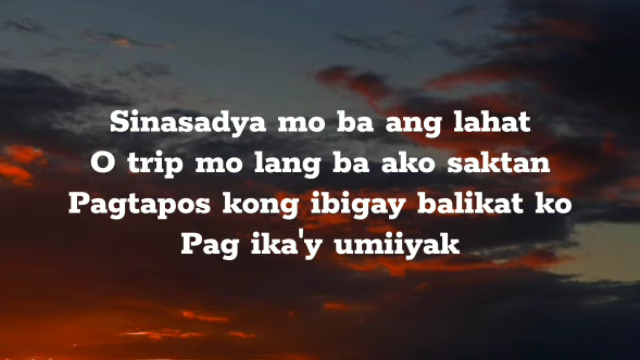 Sinasadya mo ba ang lahat
O trip mo lang ba ako saktan
Pagtapos kong ibigay balikat ko
Pag ika'y umiiyak